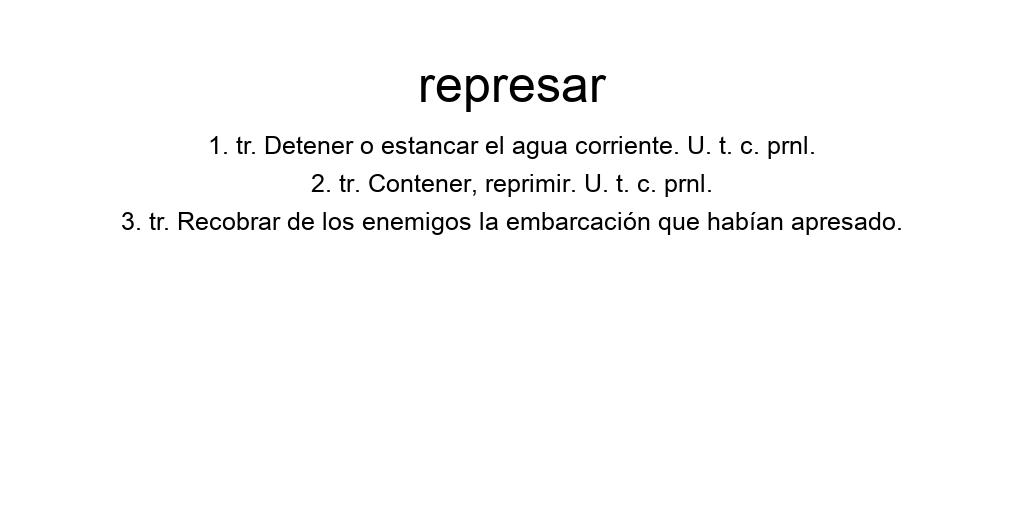 represar
1. tr. Detener o estancar el agua corriente. U. t. c. prnl.
2. tr. Contener, reprimir. U. t. c. prnl.
3. tr. Recobrar de los enemigos la embarcación que habían apresado.